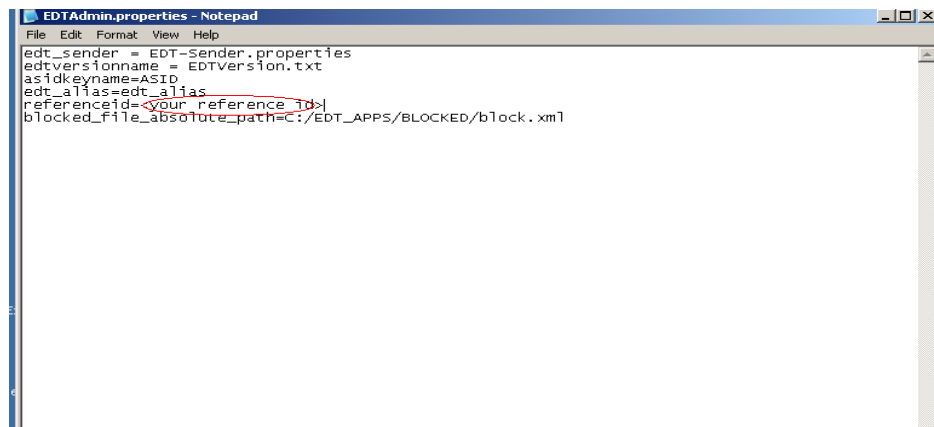 EDTAdmin.properties - Notepad
File Edit Format View Help
edt_sender = EDT-Sender.properties
edtversionname = EDTVersion.txt
asidkeyname=ASID
edt_alias=edt_alias
referenceid=<your reference id>
blocked_file_absolute_path=C:/EDT_APPS/BLOCKED/block.xml